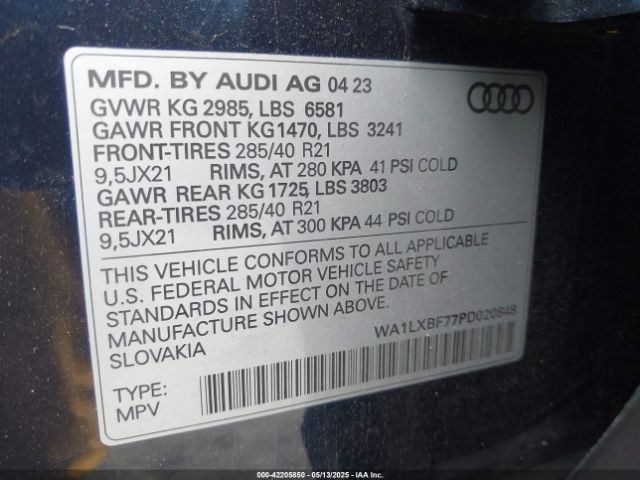 MFD. BY AUDI AG 04 23
GVWR KG 2985, LBS 6581
GAWR FRONT KG1470, LBS 3241
FRONT-TIRES 285/40 R21
9,5JX21 RIMS, AT 280 KPA 41 PSI COLD
GAWR REAR KG 1725, LBS 3803
REAR-TIRES 285/40 R21
9,5JX21 RIMS, AT 300 KPA 44 PSI COLD
THIS VEHICLE CONFORMS TO ALL APPLICABLE
U.S. FEDERAL MOTOR VEHICLE SAFETY
STANDARDS IN EFFECT ON THE DATE OF
MANUFACTURE SHOWN ABOVE.
SLOVAKIA
WA1LXBF77PD020848
TYPE:
MPV
000-42205850 - 05/13/2025 - IAAI, Inc.